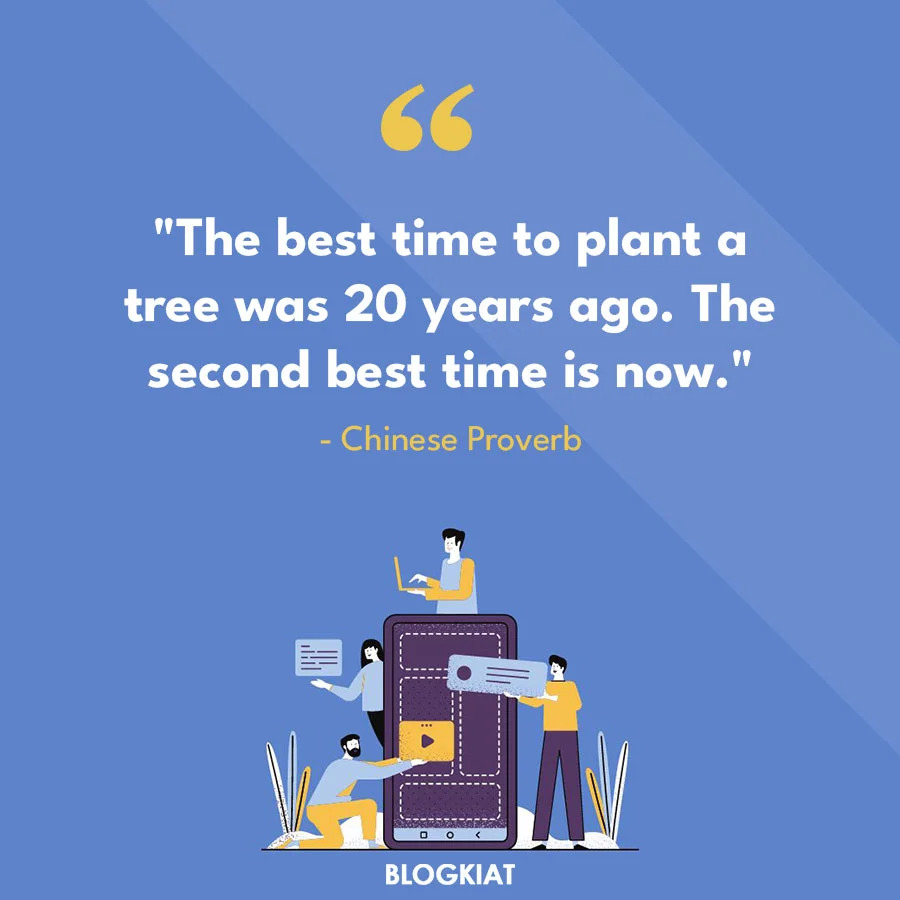 "The best time to plant a
tree was 20 years ago. The
second best time is now."
- Chinese Proverb
BLOGKIAT